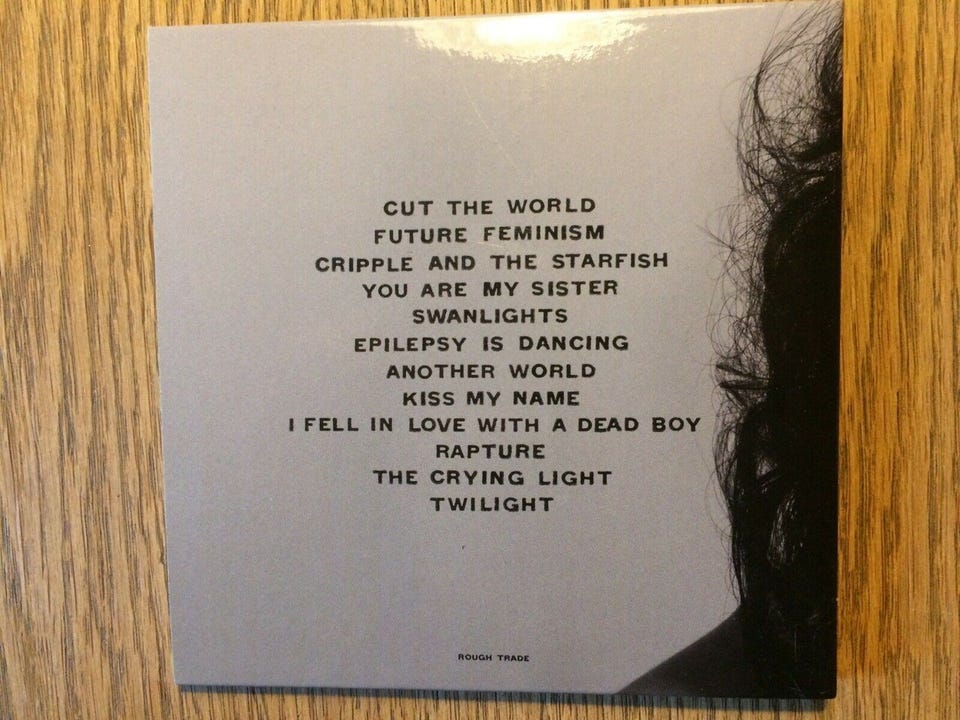 CUT THE WORLD
FUTURE FEMINISM
CRIPPLE AND THE STARFISH
YOU ARE MY SISTER
SWANLIGHTS
EPILEPSY IS DANCING
ANOTHER WORLD
KISS MY NAME
I FELL IN LOVE WITH A DEAD BOY
RAPTURE
THE CRYING LIGHT
TWILIGHT
ROUGH TRADE